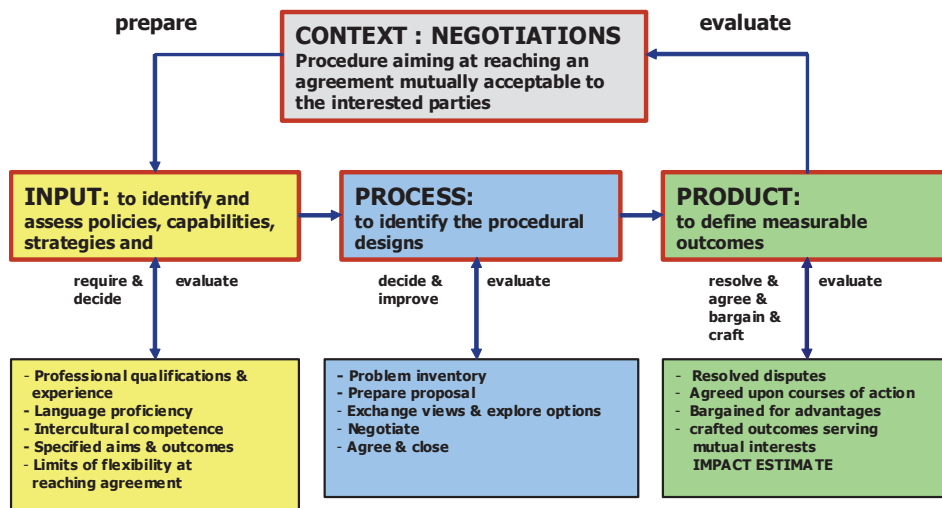 prepare
evaluate
CONTEXT : NEGOTIATIONS
Procedure aiming at reaching an
agreement mutually acceptable to
the interested parties
INPUT: to identify and
assess policies, capabilities,
strategies and
PROCESS:
to identify the procedural
designs
PRODUCT:
to define measurable
outcomes
require &
decide
evaluate
decide &
improve
evaluate
resolve &
agree &
bargain &
craft
evaluate
- Professional qualifications &
experience
- Language proficiency
- Intercultural competence
- Specified aims & outcomes
- Limits of flexibility at
reaching agreement
- Problem inventory
- Prepare proposal
- Exchange views & explore options
- Negotiate
- Agree & close
- Resolved disputes
- Agreed upon courses of action
- Bargained for advantages
- crafted outcomes serving
mutual interests
IMPACT ESTIMATE